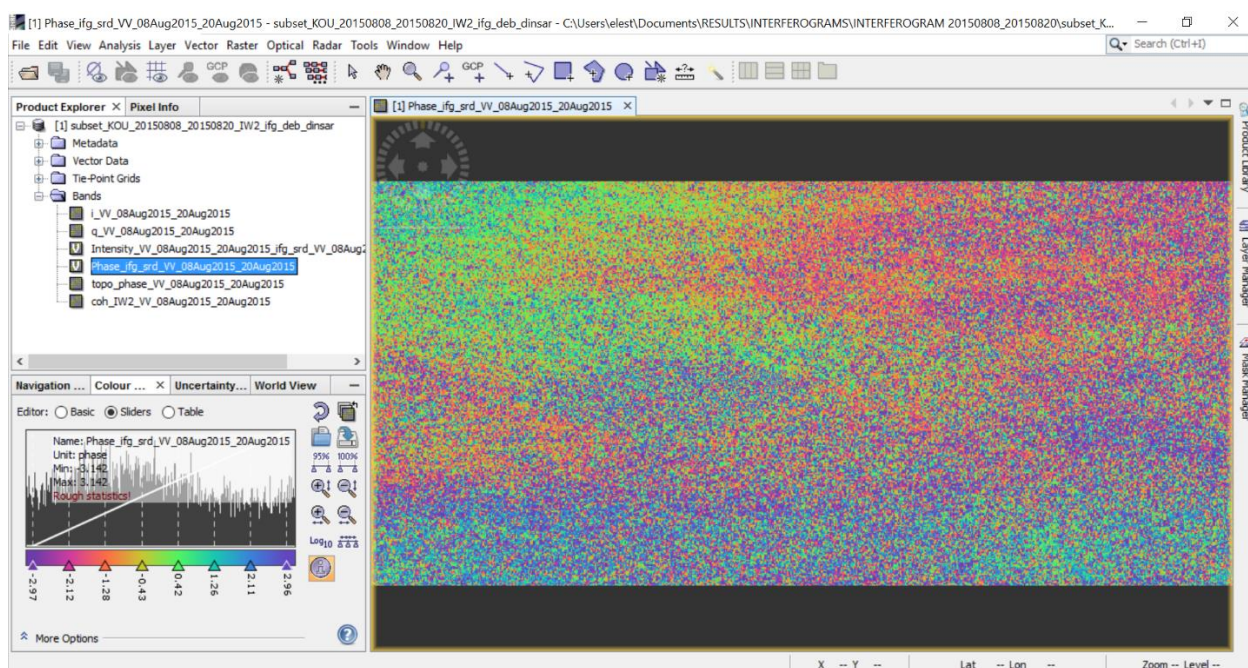 [1] Phase_ifg_srd_VV_08Aug2015_20Aug2015 - subset_KOU_20150808_20150820_IW2_ifg_deb_dinsar - C:\Users\elest\Documents\RESULTS\INTERFEROGRAMS\INTERFEROGRAM 20150808_20150820\subset_K...
File Edit View Analysis Layer Vector Raster Optical Radar Tools Window Help
Search (Ctrl+I)
GCP
GCP
Product Explorer Pixel Info
[1] Phase_ifg_srd_VV_08Aug2015_20Aug2015
[1] subset_KOU_20150808_20150820_IW2_ifg_deb_dinsar
Metadata
Vector Data
Tie-Point Grids
Bands
i_VV_08Aug2015_20Aug2015
q_VV_08Aug2015_20Aug2015
Intensity_VV_08Aug2015_20Aug2015_ifg_srd_VV_08Aug2
Phase_ifg_srd_VV_08Aug2015_20Aug2015
topo_phase_VV_08Aug2015_20Aug2015
coh_IW2_VV_08Aug2015_20Aug2015
Product Library
Layer Manager
Mask Manager
Navigation ... Colour ... Uncertainty... World View
Editor: Basic Sliders Table
Name: Phase_ifg_srd_VV_08Aug2015_20Aug2015
Unit: phase
Min: -3.142
Max: 3.142
Rough statistics!
95% 100%
Log10
-2.97 -2.12 -1.28 -0.43 0.42 1.26 2.11 2.96
More Options
X -- Y -- Lat -- Lon -- Zoom -- Level --